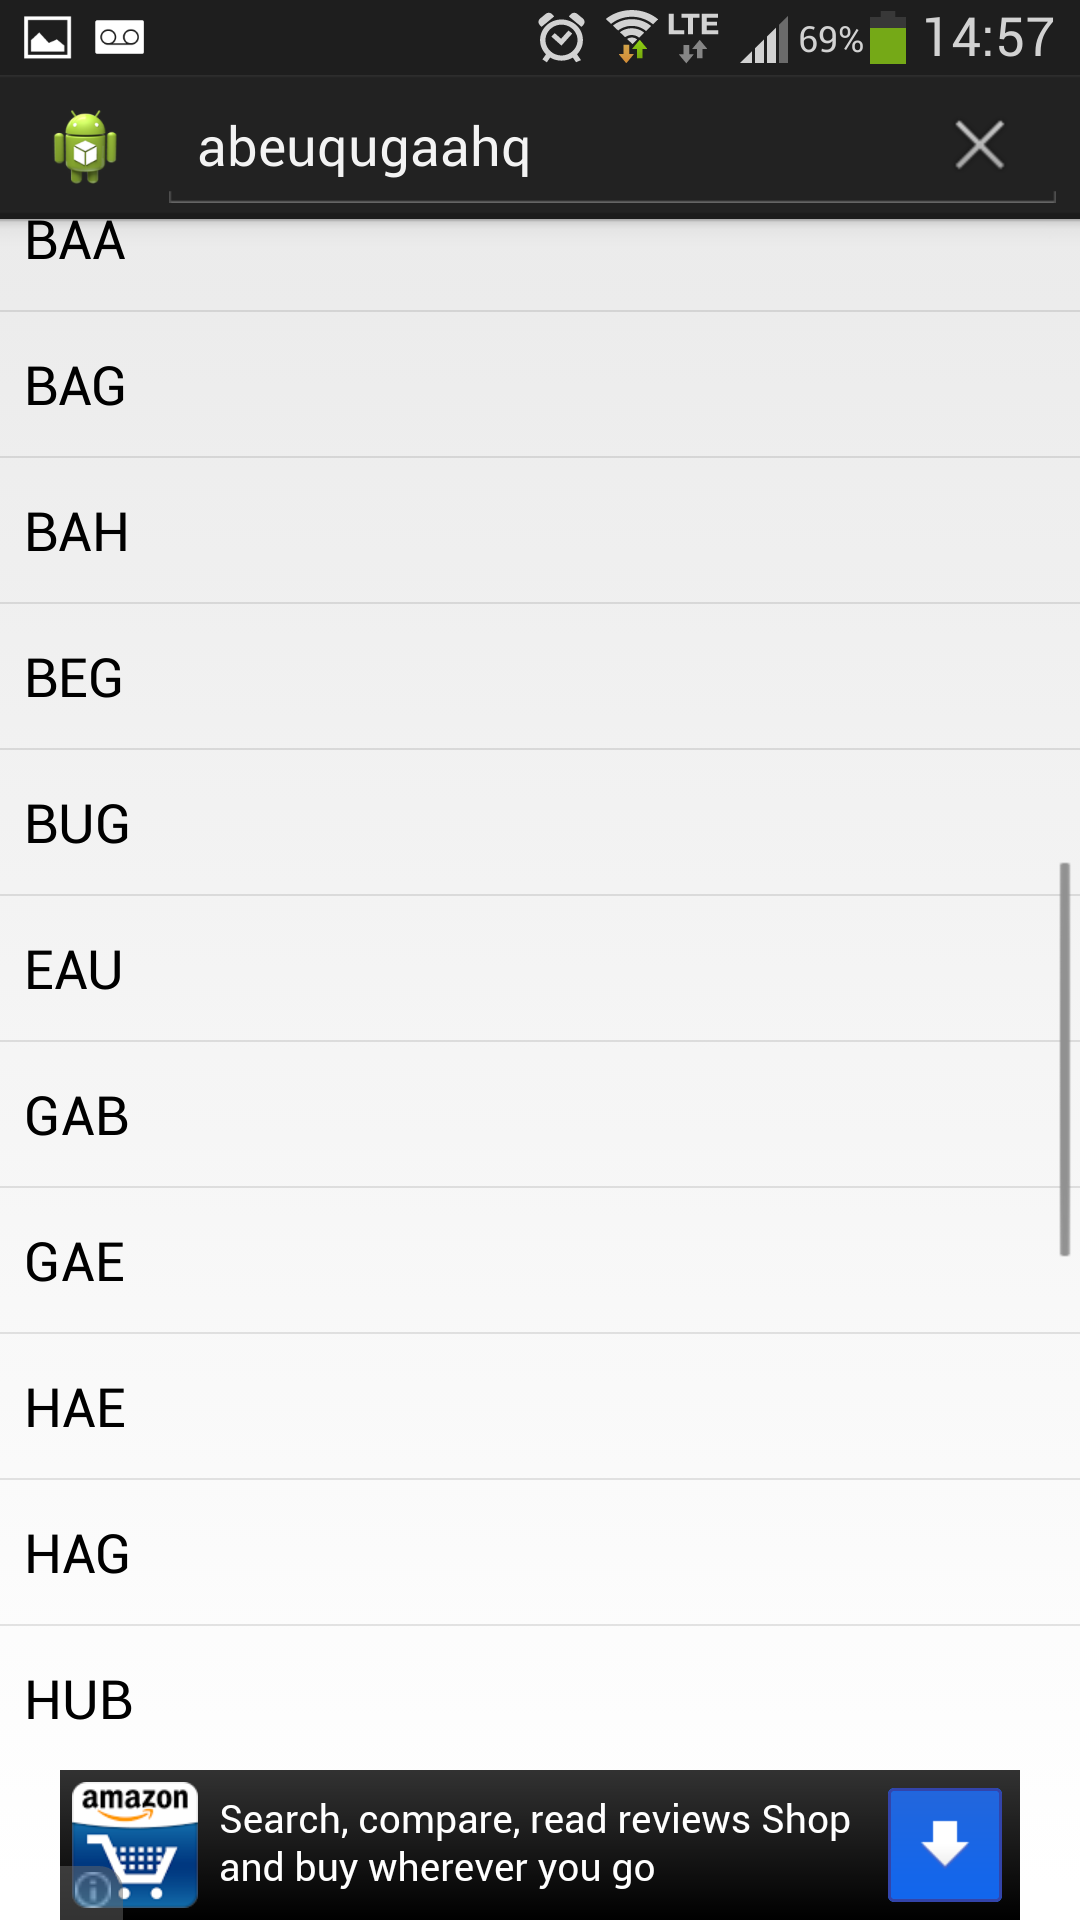 LTE 69% 14:57
abeuqugaahq
BAA
BAG
BAH
BEG
BUG
EAU
GAB
GAE
HAE
HAG
HUB
amazon
Search, compare, read reviews Shop
and buy wherever you go